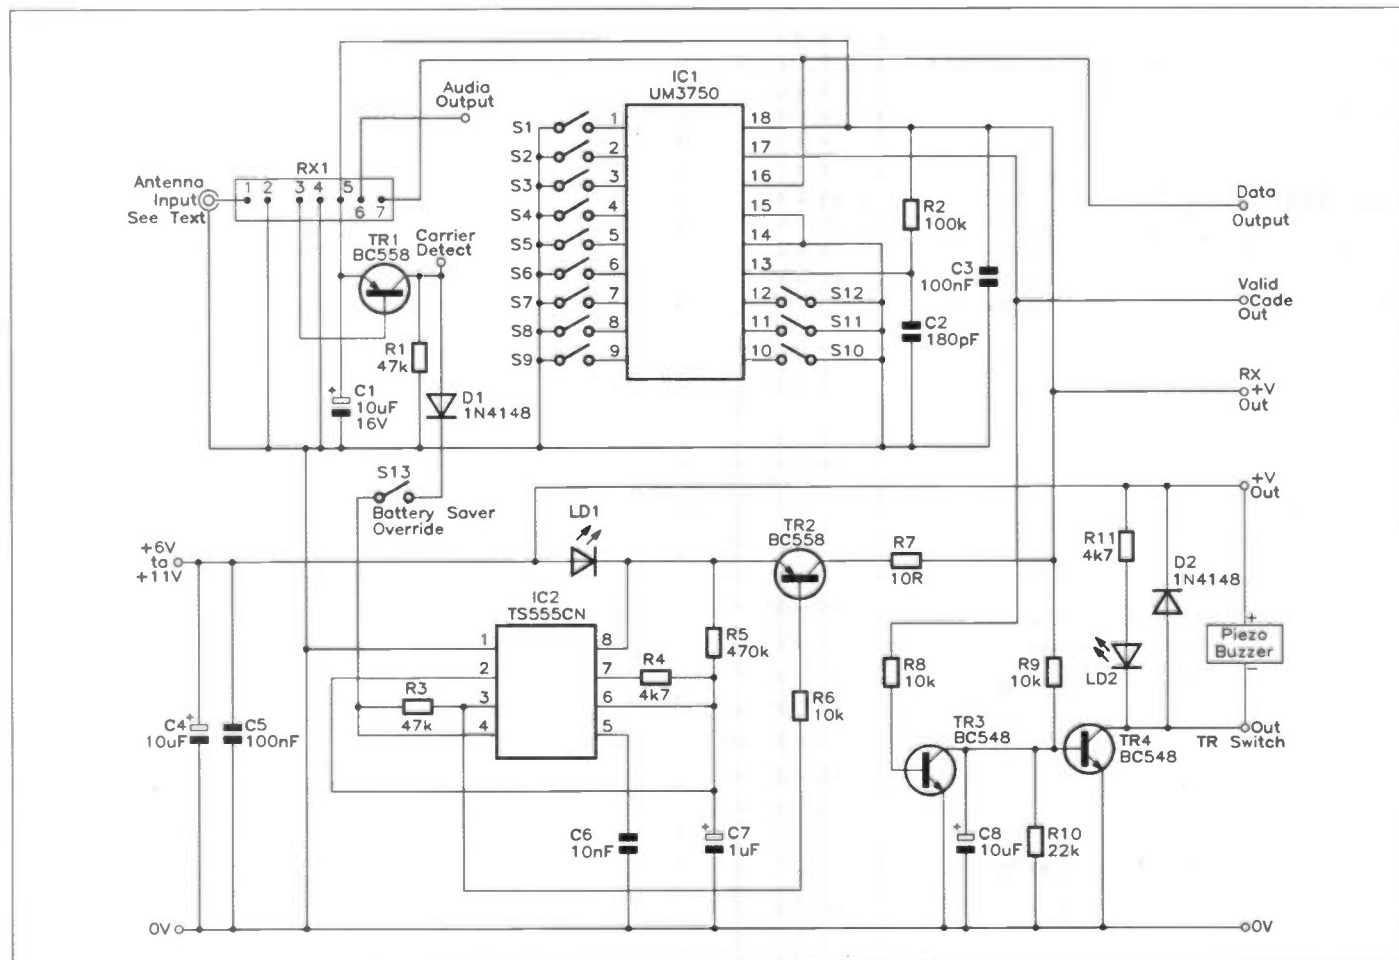 IC1
UM3750
Audio
Output
S1
S2
S3
S4
S5
S6
S7
S8
S9
1
2
3
4
5
6
7
8
9
18
17
16
15
14
13
12
11
10
S12
S11
S10
RX1
1 2 3 4 5 6 7
Antenna
Input
See Text
TR1
BC558
Carrier
Detect
R1
47k
+
C1
10uF
16V
D1
1N4148
R2
100k
C3
100nF
C2
180pF
Data
Output
Valid
Code
Out
RX
+V
Out
S13
Battery Saver
Override
+V
Out
+6V
to
+11V
LD1
TR2
BC558
R7
10R
R11
4k7
D2
1N4148
+
Piezo
Buzzer
−
IC2
TS555CN
1
2
3
4
8
7
6
5
R3
47k
R4
4k7
R5
470k
R6
10k
R8
10k
R9
10k
LD2
C4
+
10uF
C5
100nF
TR3
BC548
TR4
BC548
Out
TR Switch
C6
10nF
+
C7
1uF
+
C8
10uF
R10
22k
0V
0V